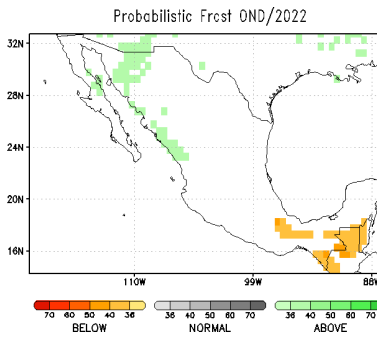 Probabilistic Frcst OND/2022
32N
28N
24N
20N
16N
110W 99W 88W
70 60 50 40 36 36 40 50 60 70 36 40 50 60 70
BELOW NORMAL ABOVE